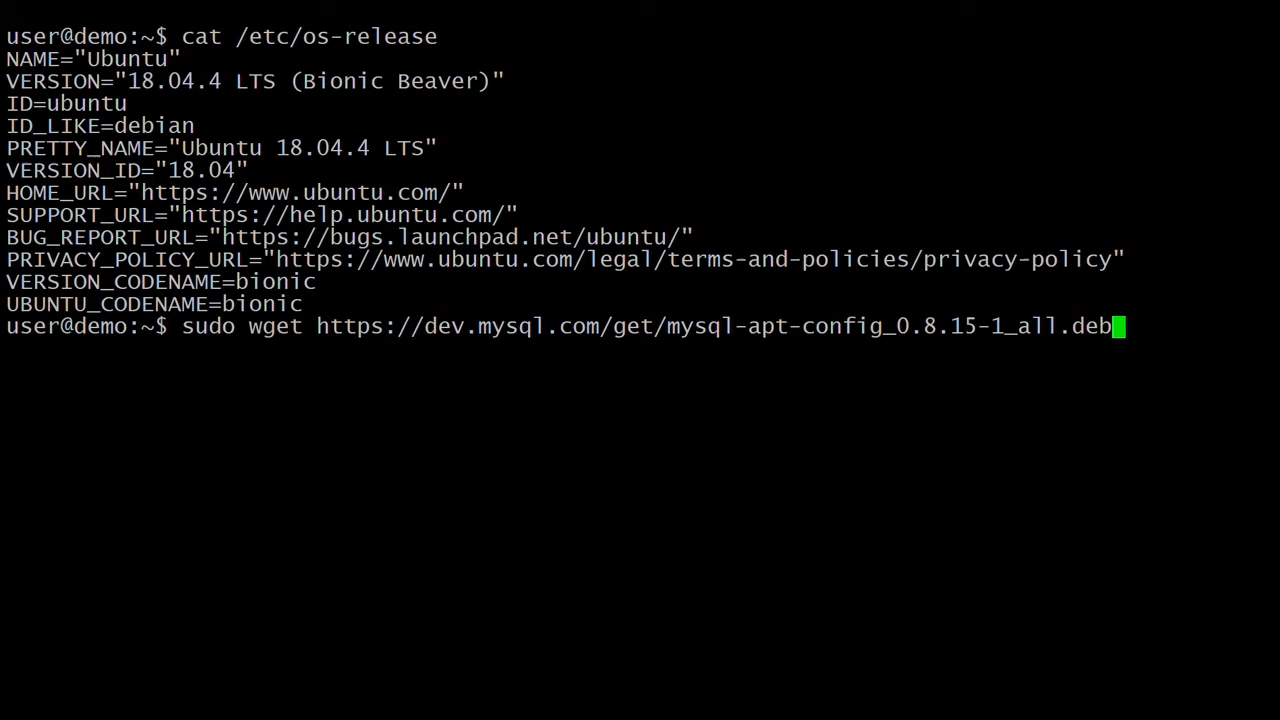 user@demo:~$ cat /etc/os-release
NAME="Ubuntu"
VERSION="18.04.4 LTS (Bionic Beaver)"
ID=ubuntu
ID_LIKE=debian
PRETTY_NAME="Ubuntu 18.04.4 LTS"
VERSION_ID="18.04"
HOME_URL="https://www.ubuntu.com/"
SUPPORT_URL="https://help.ubuntu.com/"
BUG_REPORT_URL="https://bugs.launchpad.net/ubuntu/"
PRIVACY_POLICY_URL="https://www.ubuntu.com/legal/terms-and-policies/privacy-policy"
VERSION_CODENAME=bionic
UBUNTU_CODENAME=bionic
user@demo:~$ sudo wget https://dev.mysql.com/get/mysql-apt-config_0.8.15-1_all.deb